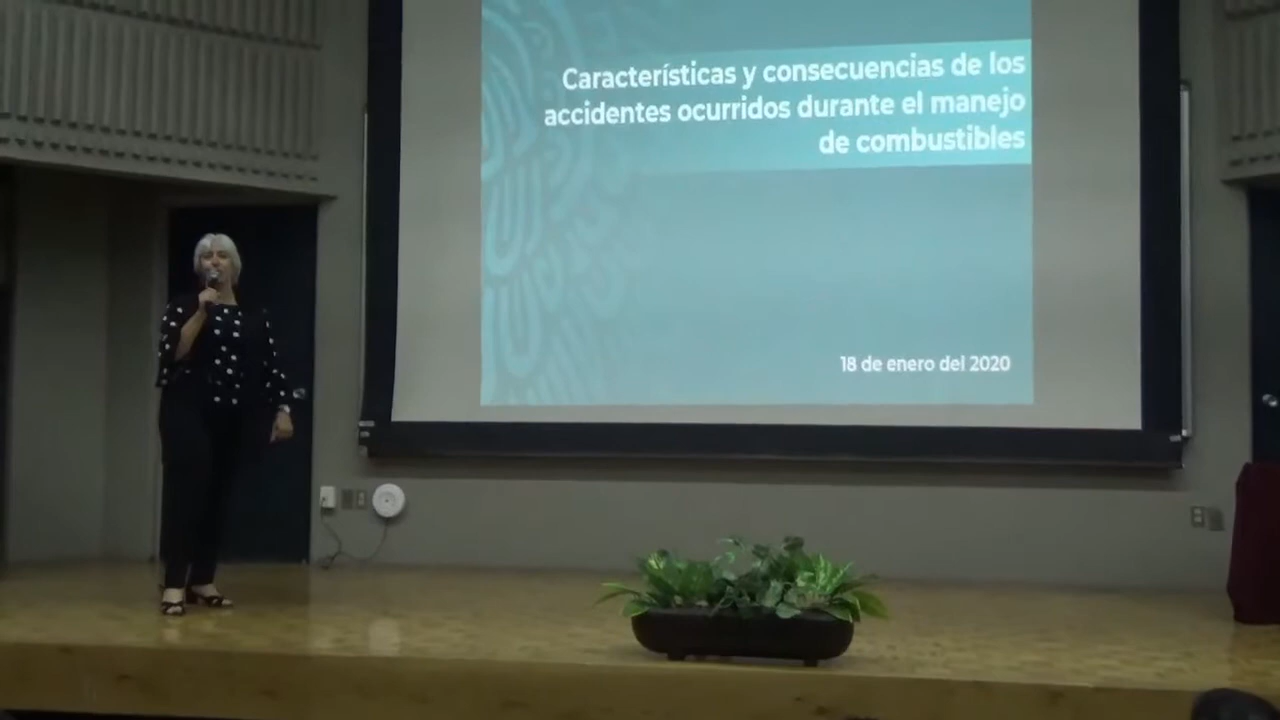 Características y consecuencias de los
accidentes ocurridos durante el manejo
de combustibles
18 de enero del 2020